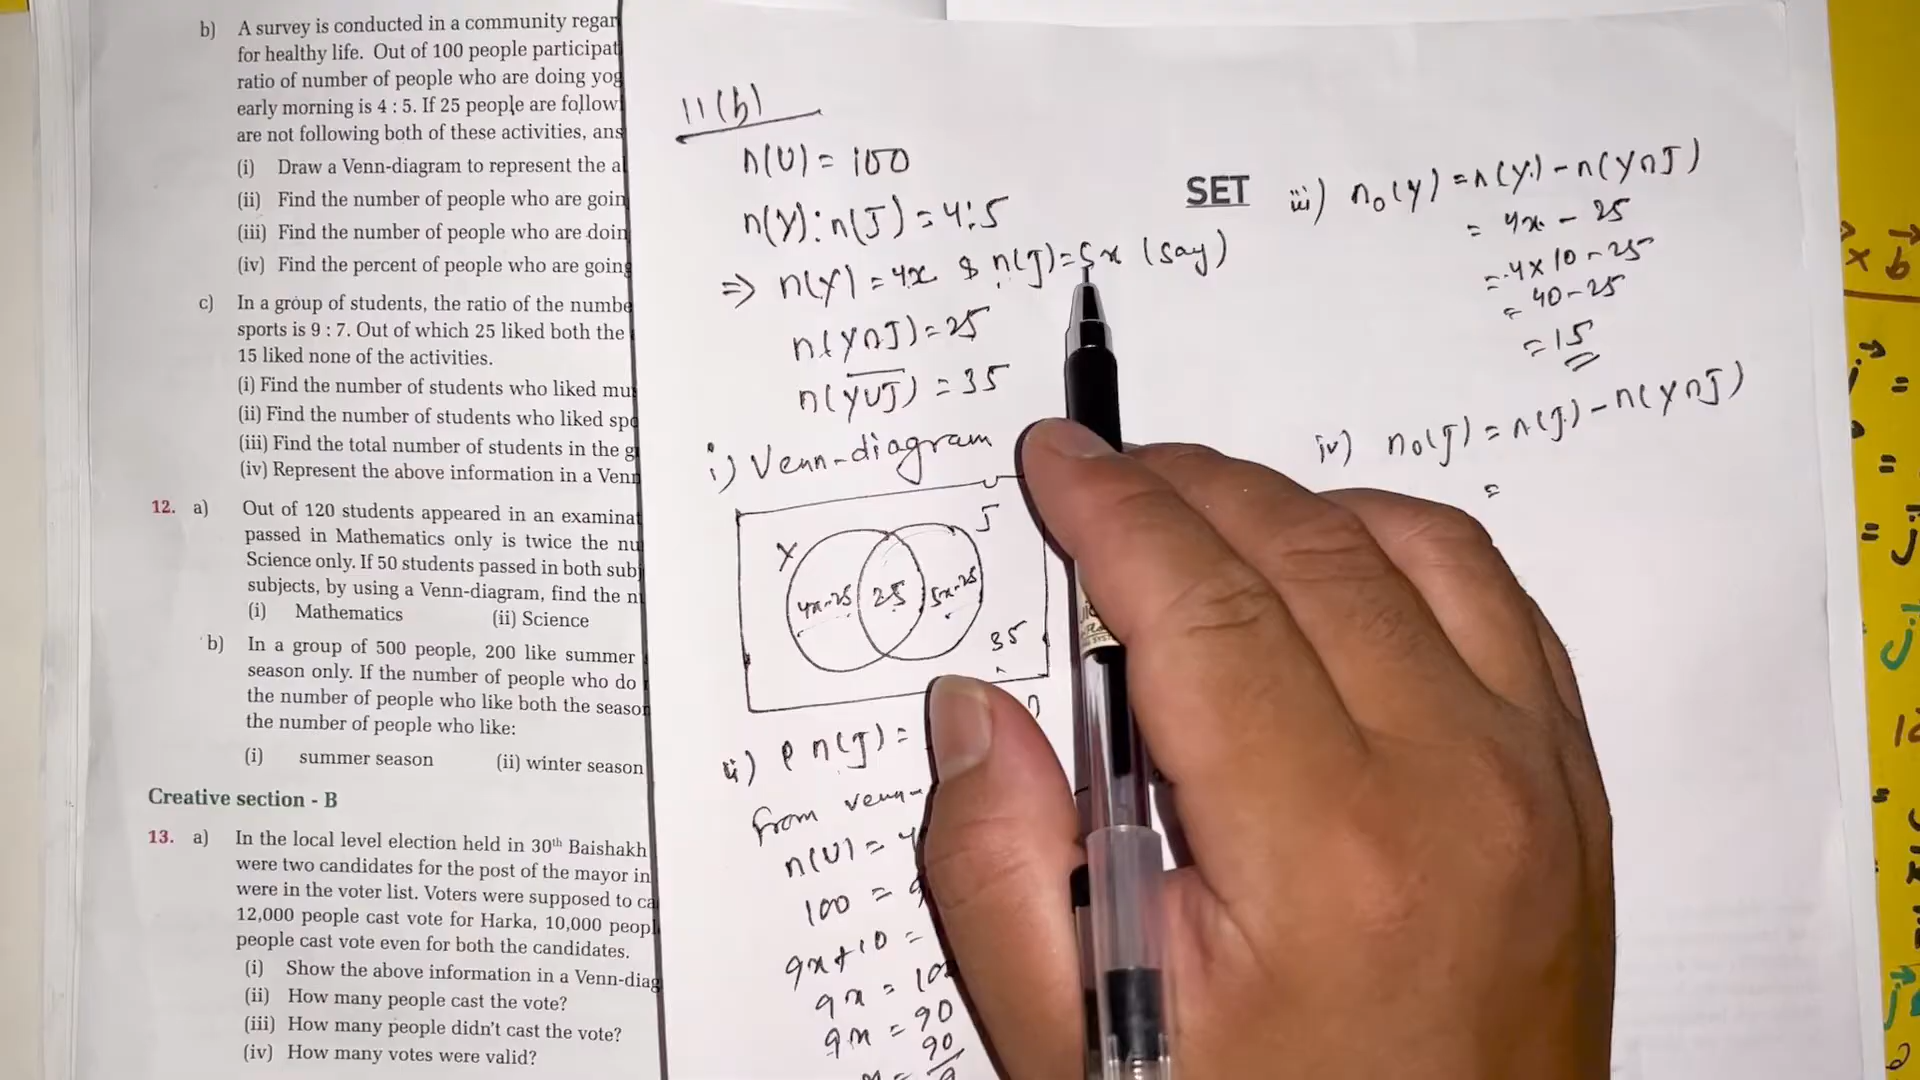 b) A survey is conducted in a community regar
for healthy life. Out of 100 people participat
ratio of number of people who are doing yog
early morning is 4 : 5. If 25 people are follow
are not following both of these activities, ans
(i) Draw a Venn-diagram to represent the a
(ii) Find the number of people who are goin
(iii) Find the number of people who are doin
(iv) Find the percent of people who are going
c) In a group of students, the ratio of the numbe
sports is 9 : 7. Out of which 25 liked both the
15 liked none of the activities.
(i) Find the number of students who liked mu
(ii) Find the number of students who liked spo
(iii) Find the total number of students in the g
(iv) Represent the above information in a Venn
12. a) Out of 120 students appeared in an examinat
passed in Mathematics only is twice the nu
Science only. If 50 students passed in both subj
subjects, by using a Venn-diagram, find the n
(i) Mathematics (ii) Science
b) In a group of 500 people, 200 like summer
season only. If the number of people who do
the number of people who like both the season
the number of people who like:
(i) summer season (ii) winter season
Creative section - B
13. a) In the local level election held in 30th Baishakh
were two candidates for the post of the mayor in
were in the voter list. Voters were supposed to ca
12,000 people cast vote for Harka, 10,000 peopl
people cast vote even for both the candidates.
(i) Show the above information in a Venn-diag
(ii) How many people cast the vote?
(iii) How many people didn't cast the vote?
(iv) How many votes were valid?
11(b)
n(U) = 100
n(Y) : n(J) = 4:5
⇒ n(Y) = 4x & n(J) = 5x (say)
n(Y∩J) = 25
n(\overline{Y∪J}) = 35
i) Venn-diagram
Y J
4x-25 25 5x-25
35
ii) n(J) =
from venn-
n(U) = 4
100 = 9
9x+10 =
9x = 100
9x = 90
90
SET
iii) n₀(Y) = n(Y) - n(Y∩J)
= 4x - 25
= 4x10-25
= 40-25
= 15
iv) n₀(J) = n(J) - n(Y∩J)
=